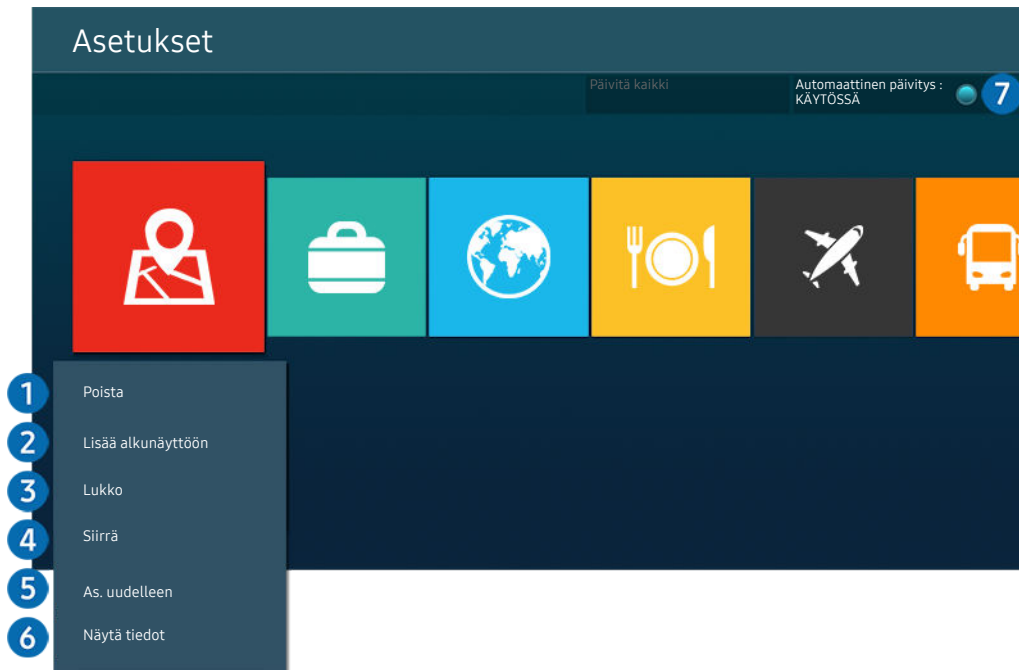 Asetukset
Päivitä kaikki
Automaattinen päivitys :
KÄYTÖSSÄ
7
1
Poista
2
Lisää alkunäyttöön
3
Lukko
4
Siirrä
5
As. uudelleen
6
Näytä tiedot